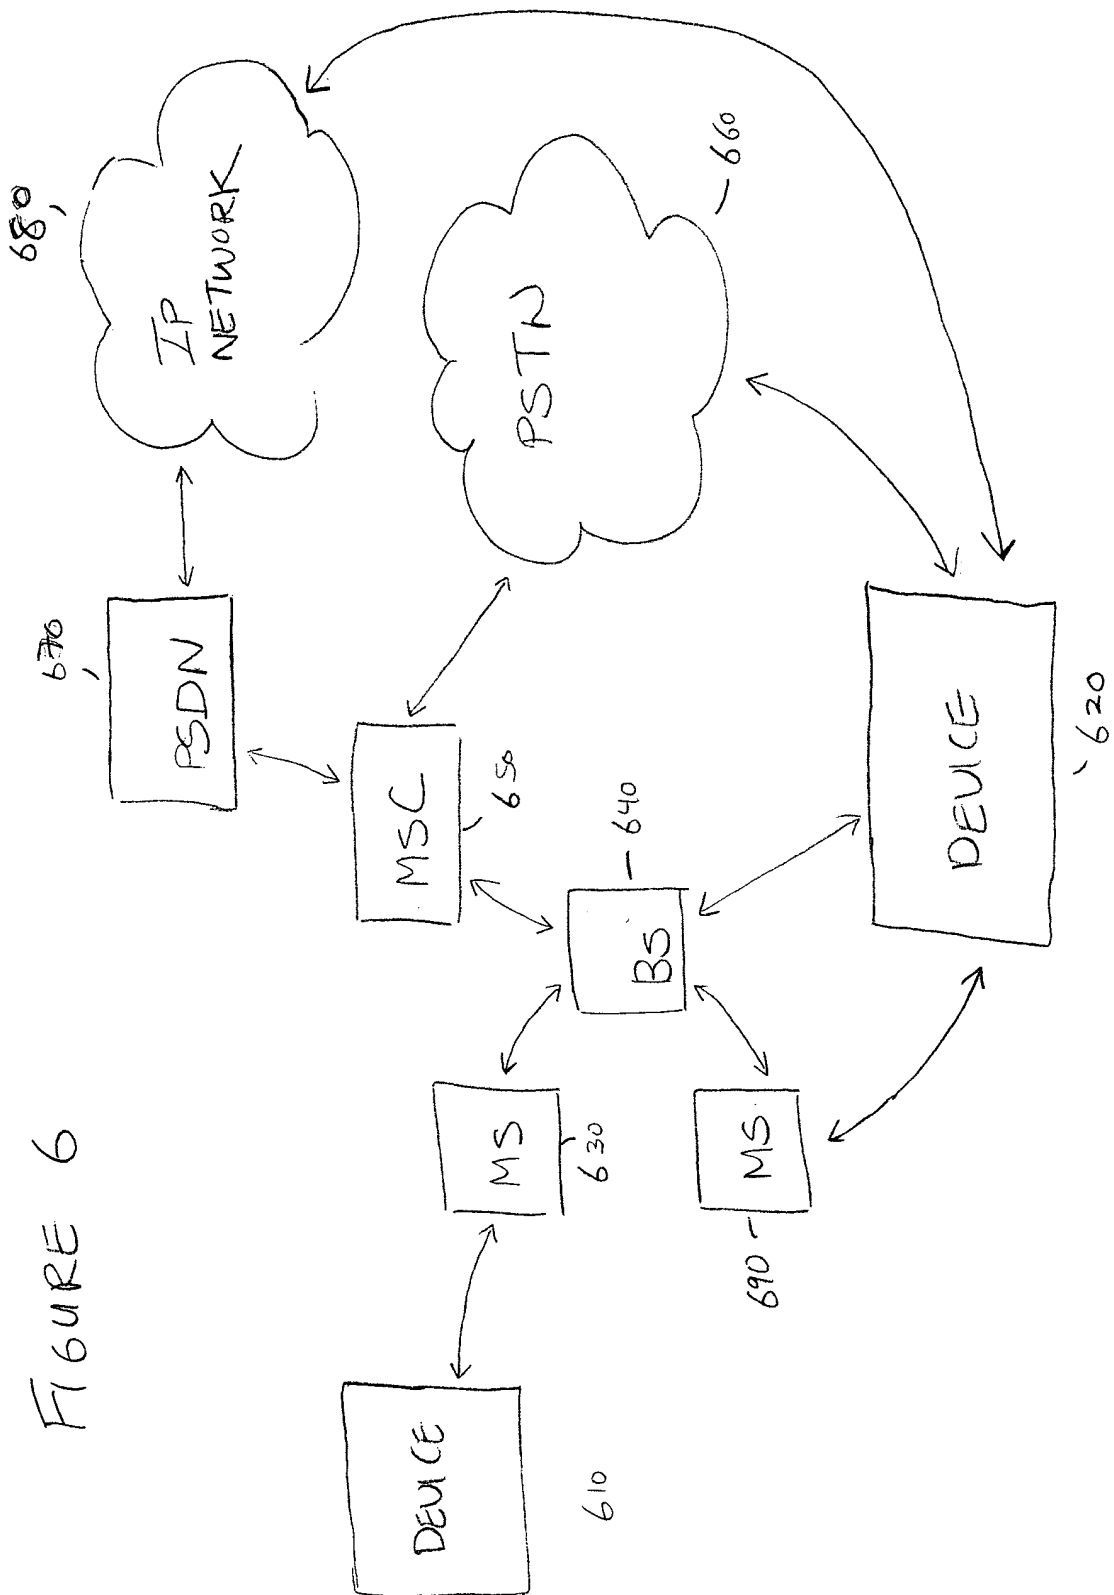 FIGURE 6
DEVICE
610
MS
630
MS
690
BS
640
MSC
650
PSDN
670
IP
NETWORK
680
PSTN
660
DEVICE
620